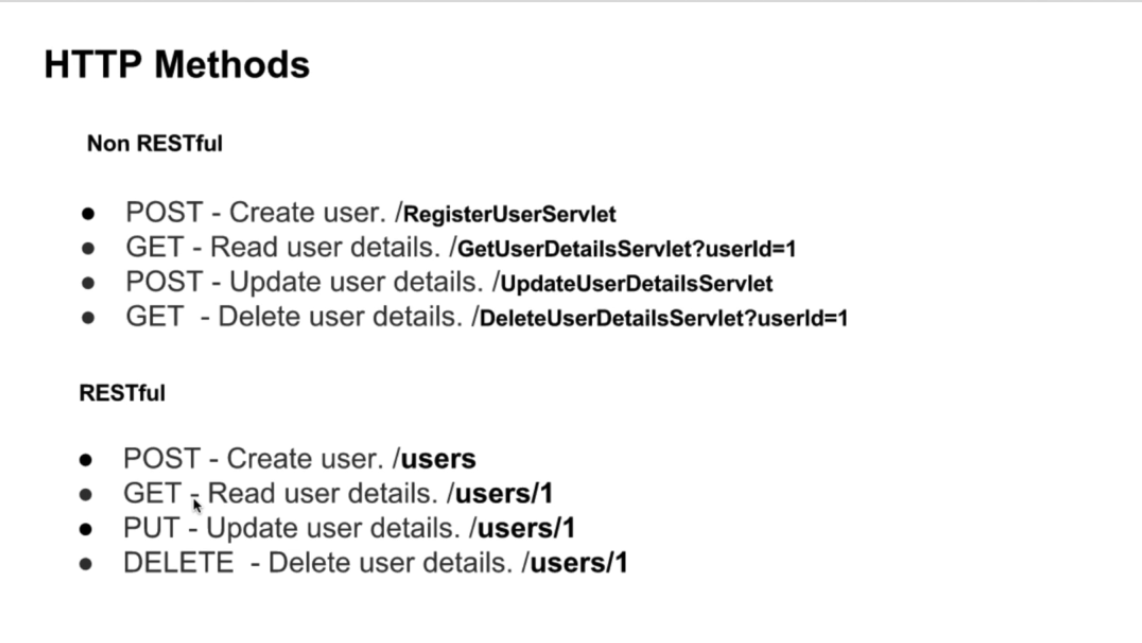 HTTP Methods
Non RESTful
● POST - Create user. /RegisterUserServlet
● GET - Read user details. /GetUserDetailsServlet?userId=1
● POST - Update user details. /UpdateUserDetailsServlet
● GET - Delete user details. /DeleteUserDetailsServlet?userId=1
RESTful
● POST - Create user. /users
● GET - Read user details. /users/1
● PUT - Update user details. /users/1
● DELETE - Delete user details. /users/1